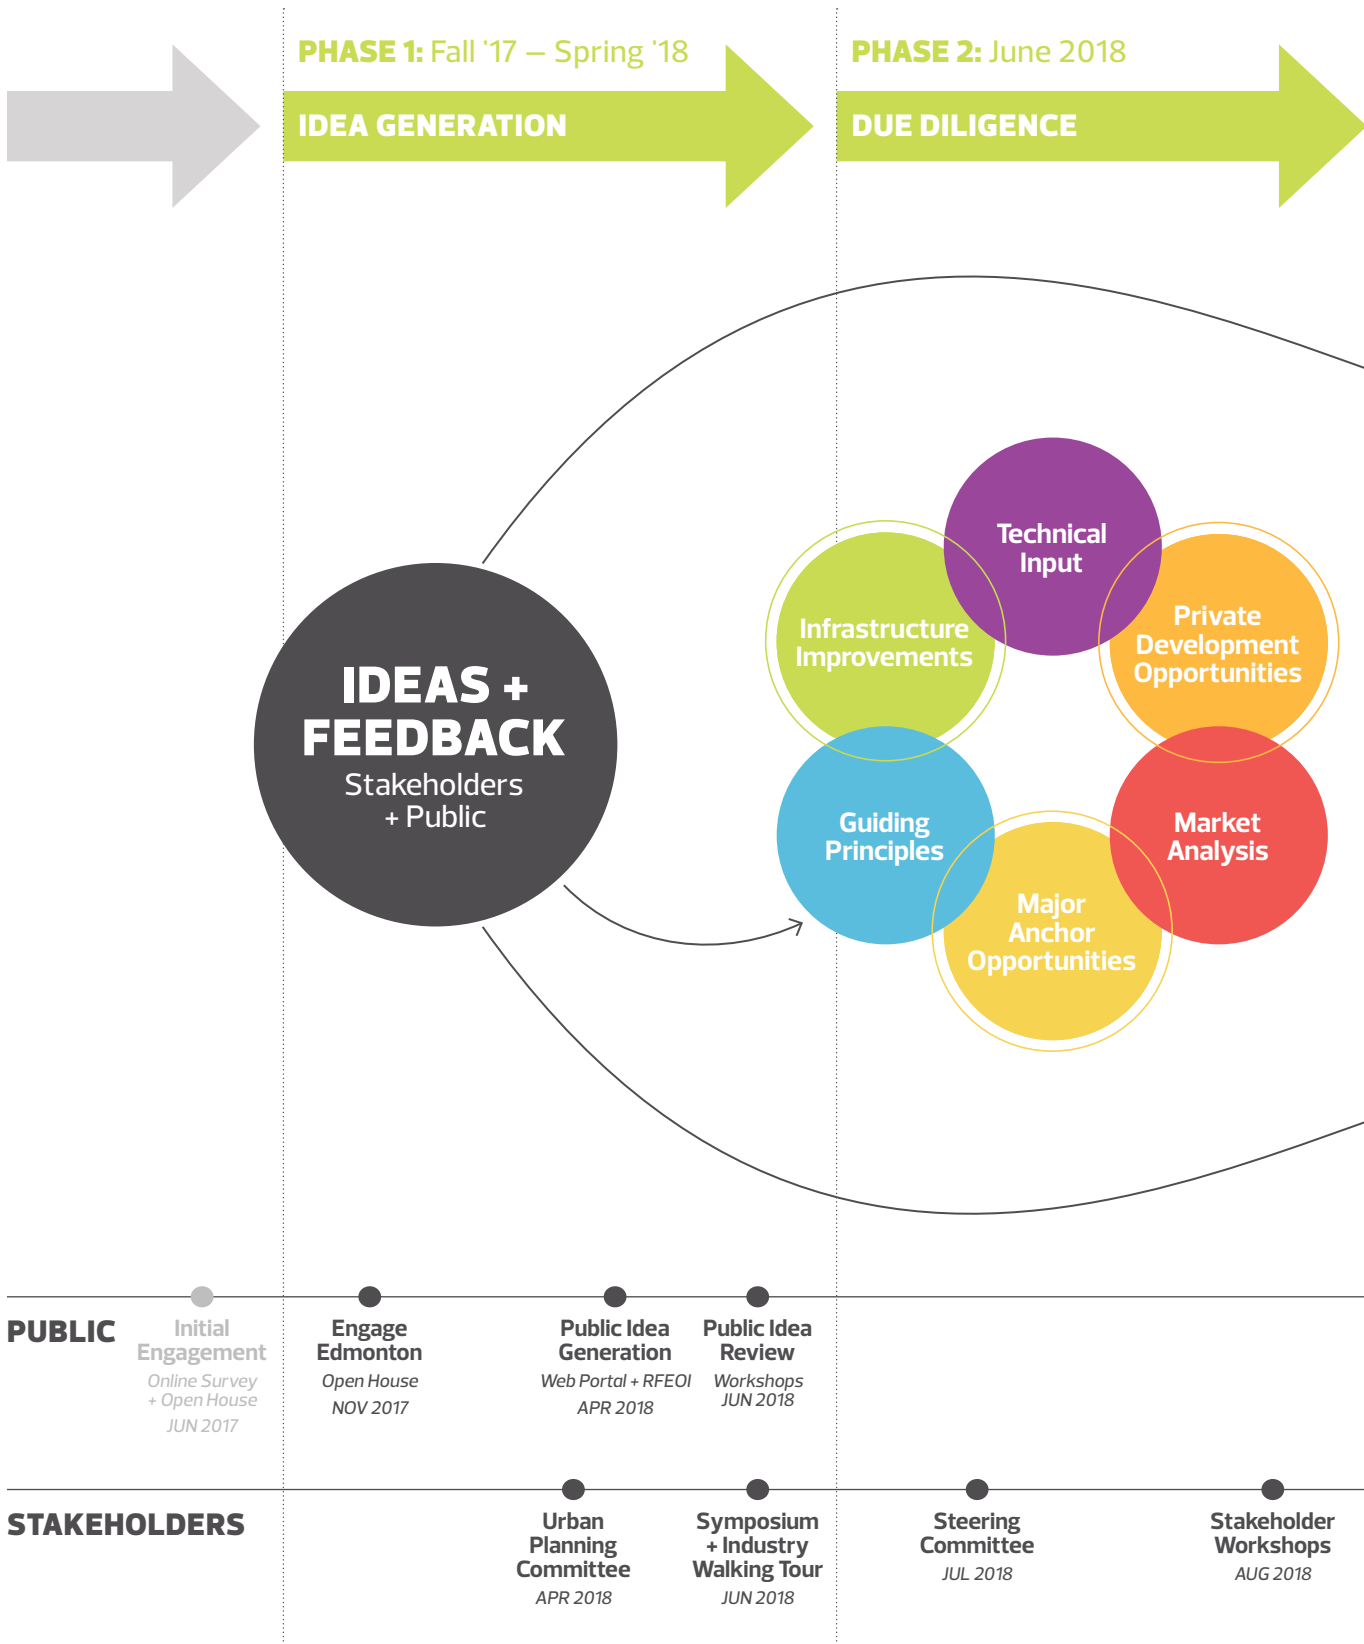 PHASE 1: Fall '17 – Spring '18
IDEA GENERATION
PHASE 2: June 2018
DUE DILIGENCE
IDEAS +
FEEDBACK
Stakeholders
+ Public
Technical
Input
Infrastructure
Improvements
Private
Development
Opportunities
Guiding
Principles
Market
Analysis
Major
Anchor
Opportunities
PUBLIC
Initial
Engagement
Online Survey
+ Open House
JUN 2017
Engage
Edmonton
Open House
NOV 2017
Public Idea
Generation
Web Portal + RFEOI
APR 2018
Public Idea
Review
Workshops
JUN 2018
STAKEHOLDERS
Urban
Planning
Committee
APR 2018
Symposium
+ Industry
Walking Tour
JUN 2018
Steering
Committee
JUL 2018
Stakeholder
Workshops
AUG 2018